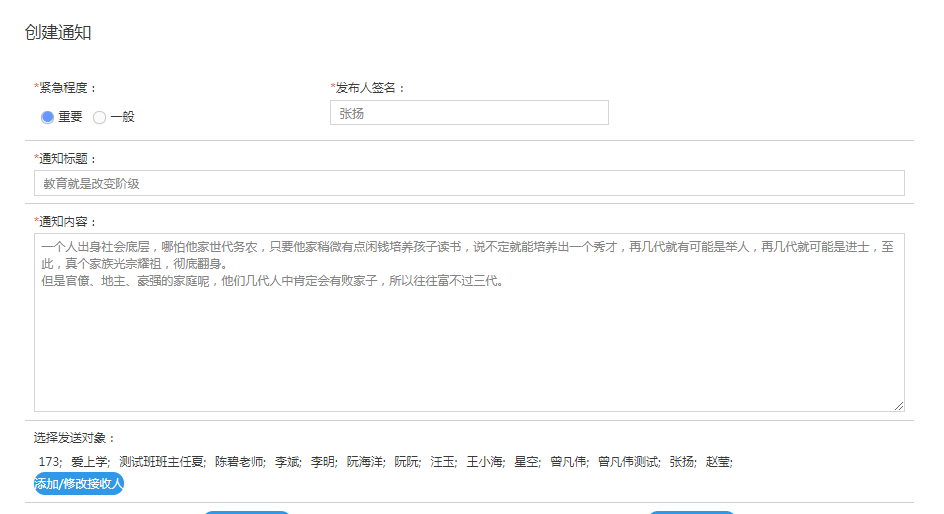 创建通知
*紧急程度： *发布人签名：
重要 一般 张扬
*通知标题：
教育就是改变阶级
*通知内容：
一个人出身社会底层，哪怕他家世代务农，只要他家稍微有点闲钱培养孩子读书，说不定就能培养出一个秀才，再几代就有可能是举人，再几代就可能是进士，至
此，真个家族光宗耀祖，彻底翻身。
但是官僚、地主、豪强的家庭呢，他们几代人中肯定会有败家子，所以往往富不过三代。
选择发送对象：
173; 爱上学; 测试班班主任夏; 陈碧老师; 李斌; 李明; 阮海洋; 阮阮; 汪玉; 王小海; 星空; 曾凡伟; 曾凡伟测试; 张扬; 赵莹;
添加/修改接收人